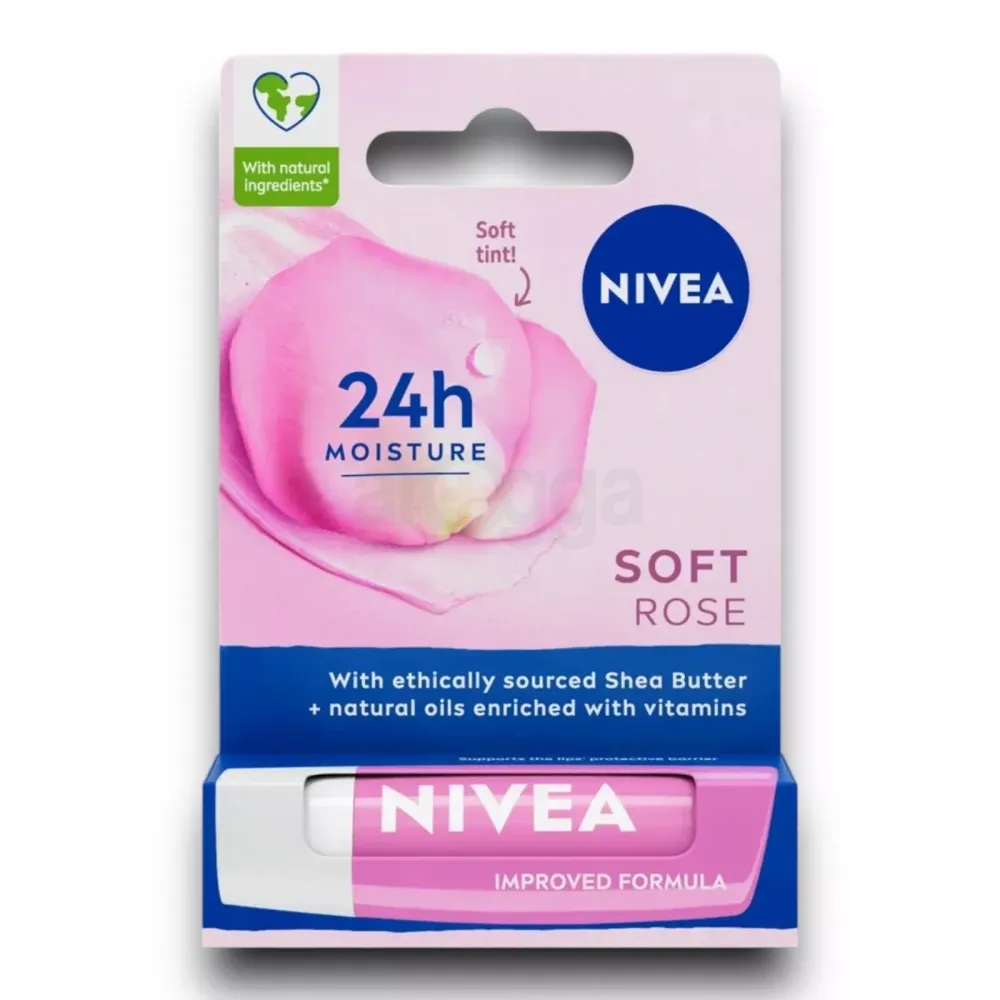 With natural
ingredients*
Soft
tint!
NIVEA
24h
MOISTURE
arogga
SOFT
ROSE
With ethically sourced Shea Butter
+ natural oils enriched with vitamins
Supports the lips' protective barrier
NIVEA
IMPROVED FORMULA